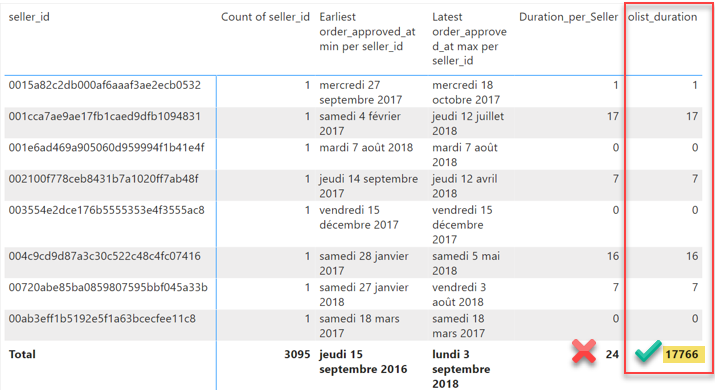 seller_id Count of seller_id Earliest Latest Duration_per_Seller olist_duration
order_approved_at order_approve
min per seller_id d_at max per
seller_id
0015a82c2db000af6aaaf3ae2ecb0532 1 mercredi 27 mercredi 18 1 1
septembre 2017 octobre 2017
001cca7ae9ae17fb1caed9dfb1094831 1 samedi 4 février jeudi 12 juillet 17 17
2017 2018
001e6ad469a905060d959994f1b41e4f 1 mardi 7 août 2018 mardi 7 août 0 0
2018
002100f778ceb8431b7a1020ff7ab48f 1 jeudi 14 septembre jeudi 12 avril 7 7
2017 2018
003554e2dce176b5555353e4f3555ac8 1 vendredi 15 vendredi 15 0 0
décembre 2017 décembre
2017
004c9cd9d87a3c30c522c48c4fc07416 1 samedi 28 janvier samedi 5 mai 16 16
2017 2018
00720abe85ba0859807595bbf045a33b 1 samedi 27 janvier vendredi 3 7 7
2018 août 2018
00ab3eff1b5192e5f1a63bcecfee11c8 1 samedi 18 mars samedi 18 0 0
2017 mars 2017
Total 3095 jeudi 15 lundi 3 24 17766
septembre 2016 septembre
2018